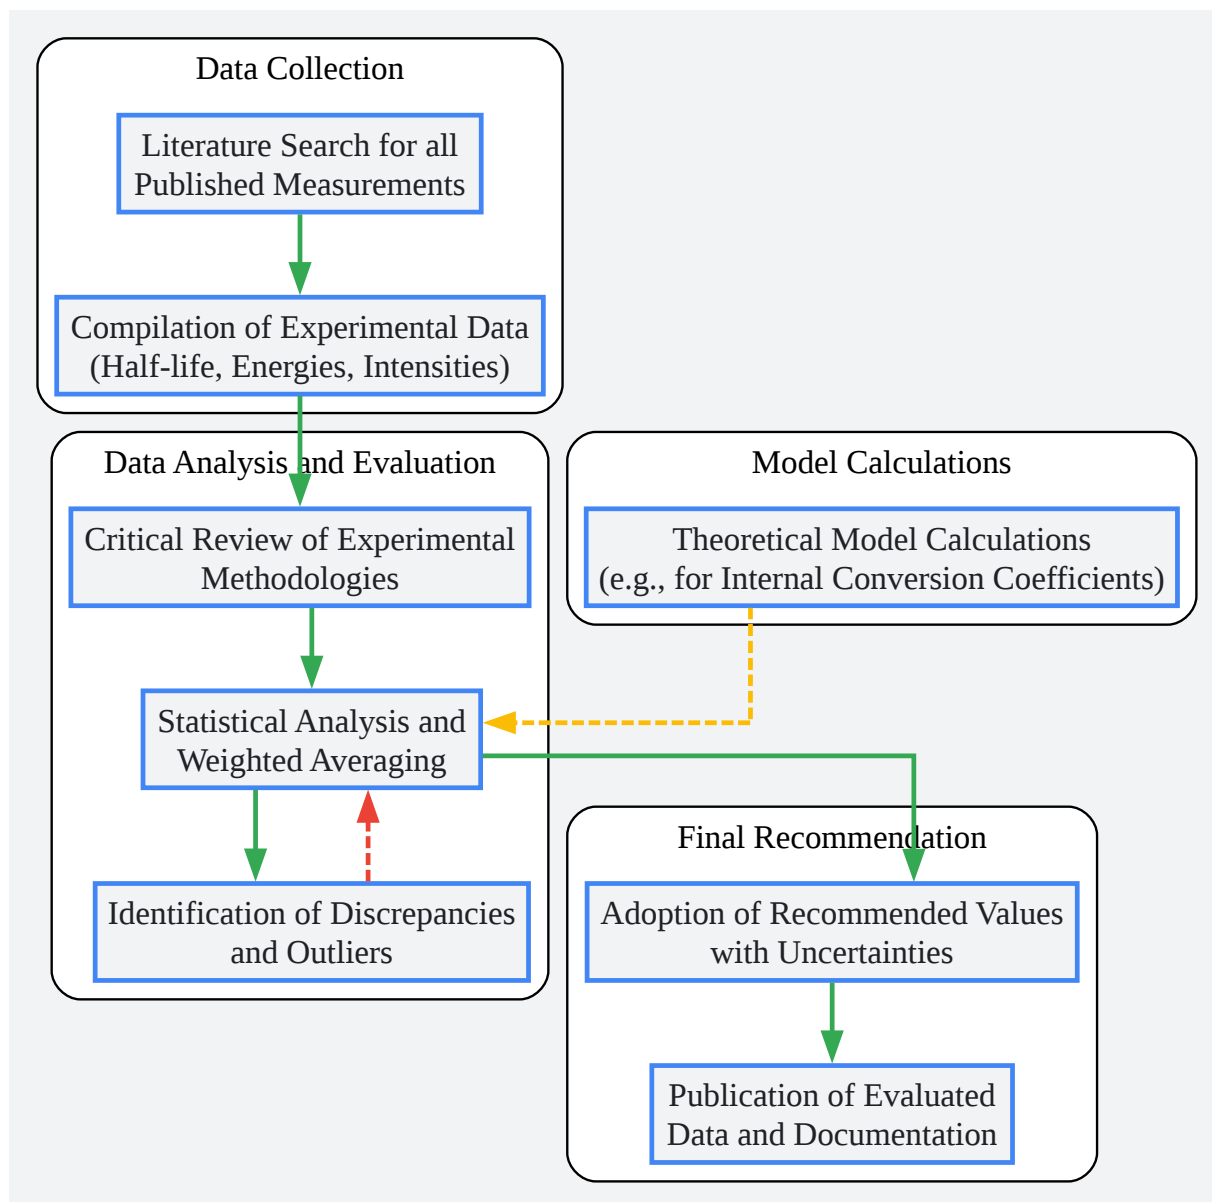 Data Collection
Literature Search for all
Published Measurements
Compilation of Experimental Data
(Half-life, Energies, Intensities)
Data Analysis and Evaluation
Critical Review of Experimental
Methodologies
Statistical Analysis and
Weighted Averaging
Identification of Discrepancies
and Outliers
Model Calculations
Theoretical Model Calculations
(e.g., for Internal Conversion Coefficients)
Final Recommendation
Adoption of Recommended Values
with Uncertainties
Publication of Evaluated
Data and Documentation